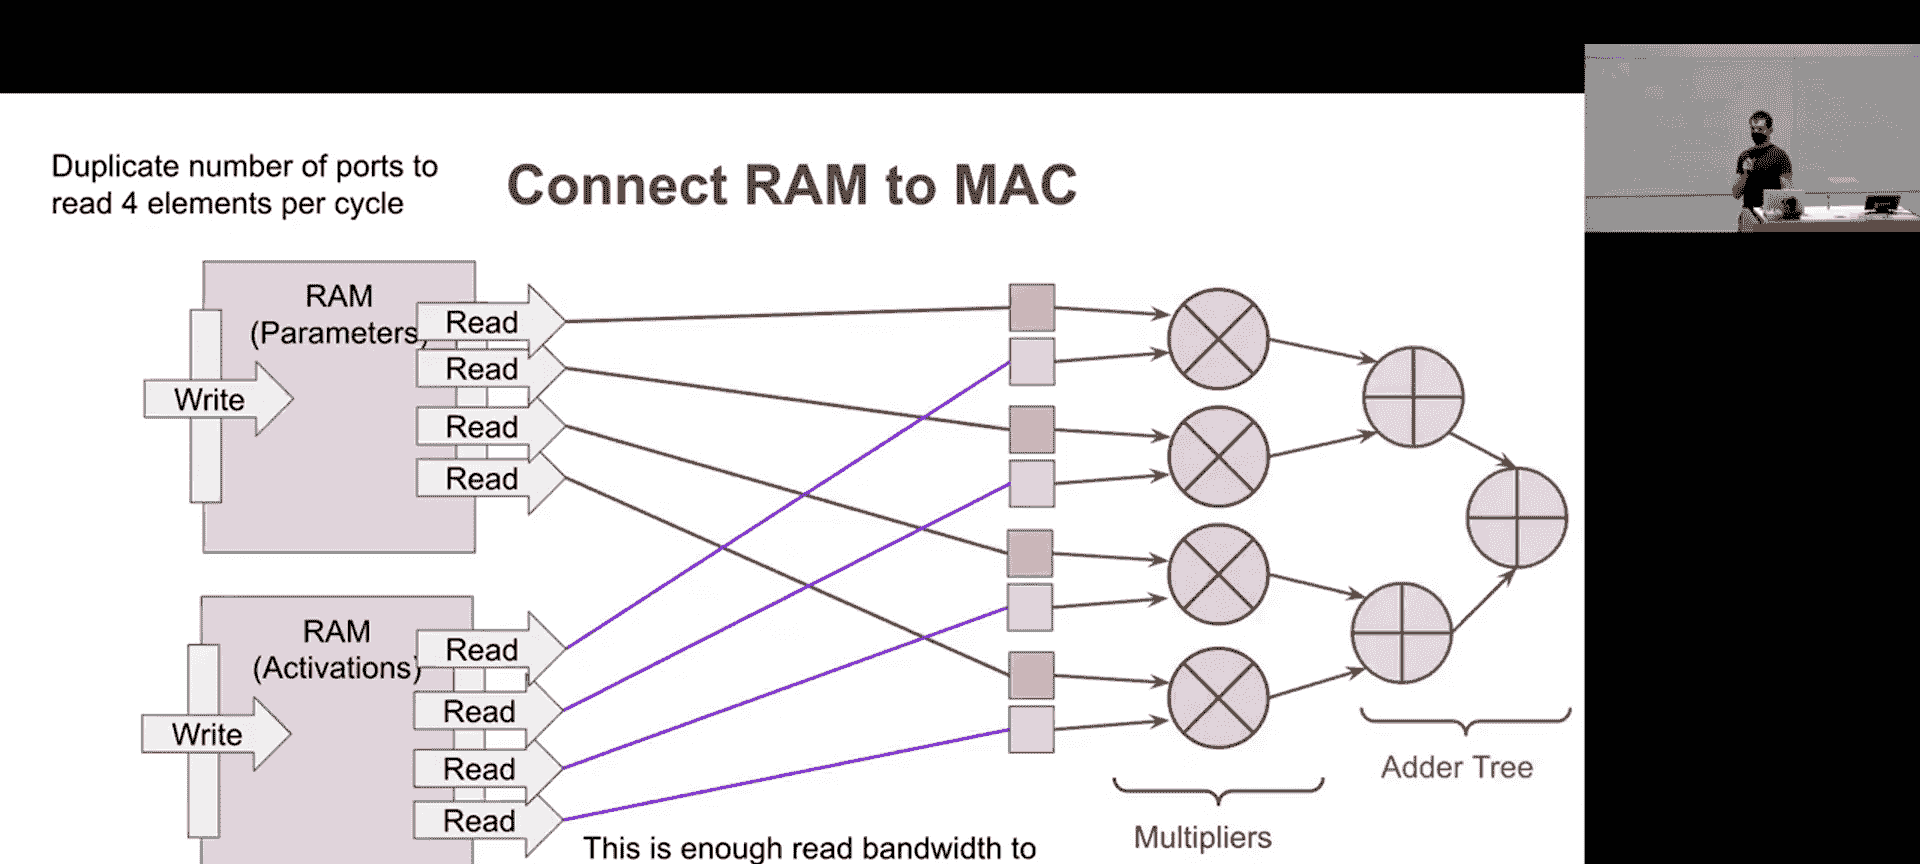 Duplicate number of ports to
read 4 elements per cycle
Connect RAM to MAC
RAM
(Parameters)
Write
Read
Read
Read
Read
RAM
(Activations)
Write
Read
Read
Read
Read
This is enough read bandwidth to
Multipliers
Adder Tree